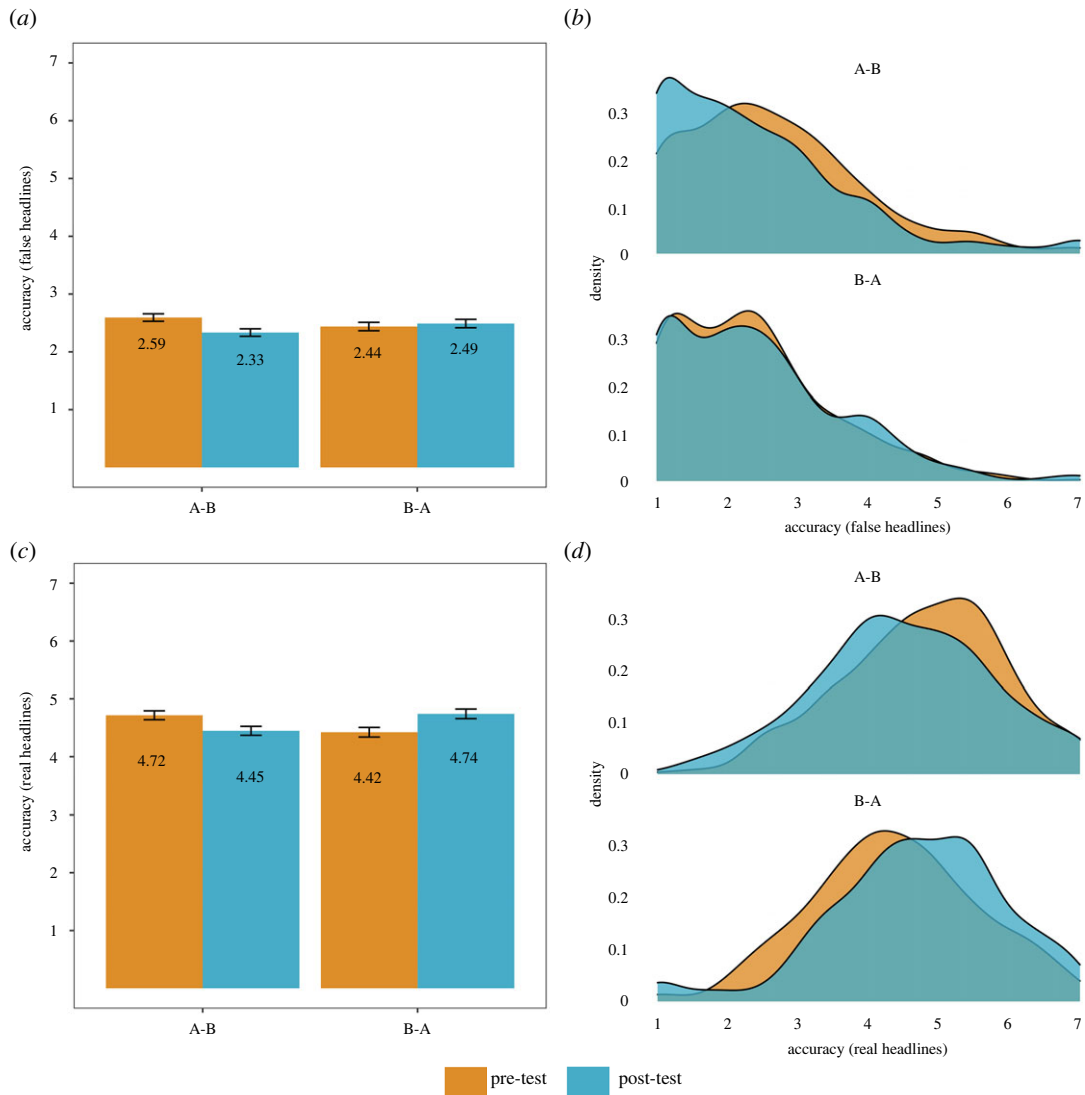 (a)
7
6
5
4
3
2
1
accuracy (false headlines)
2.59
2.33
2.44
2.49
A-B
B-A
(b)
A-B
0.3
0.2
0.1
0
B-A
0.3
0.2
0.1
0
density
1 2 3 4 5 6 7
accuracy (false headlines)
(c)
7
6
5
4
3
2
1
accuracy (real headlines)
4.72
4.45
4.42
4.74
A-B
B-A
(d)
A-B
0.3
0.2
0.1
0
B-A
0.3
0.2
0.1
0
density
1 2 3 4 5 6 7
accuracy (real headlines)
pre-test
post-test